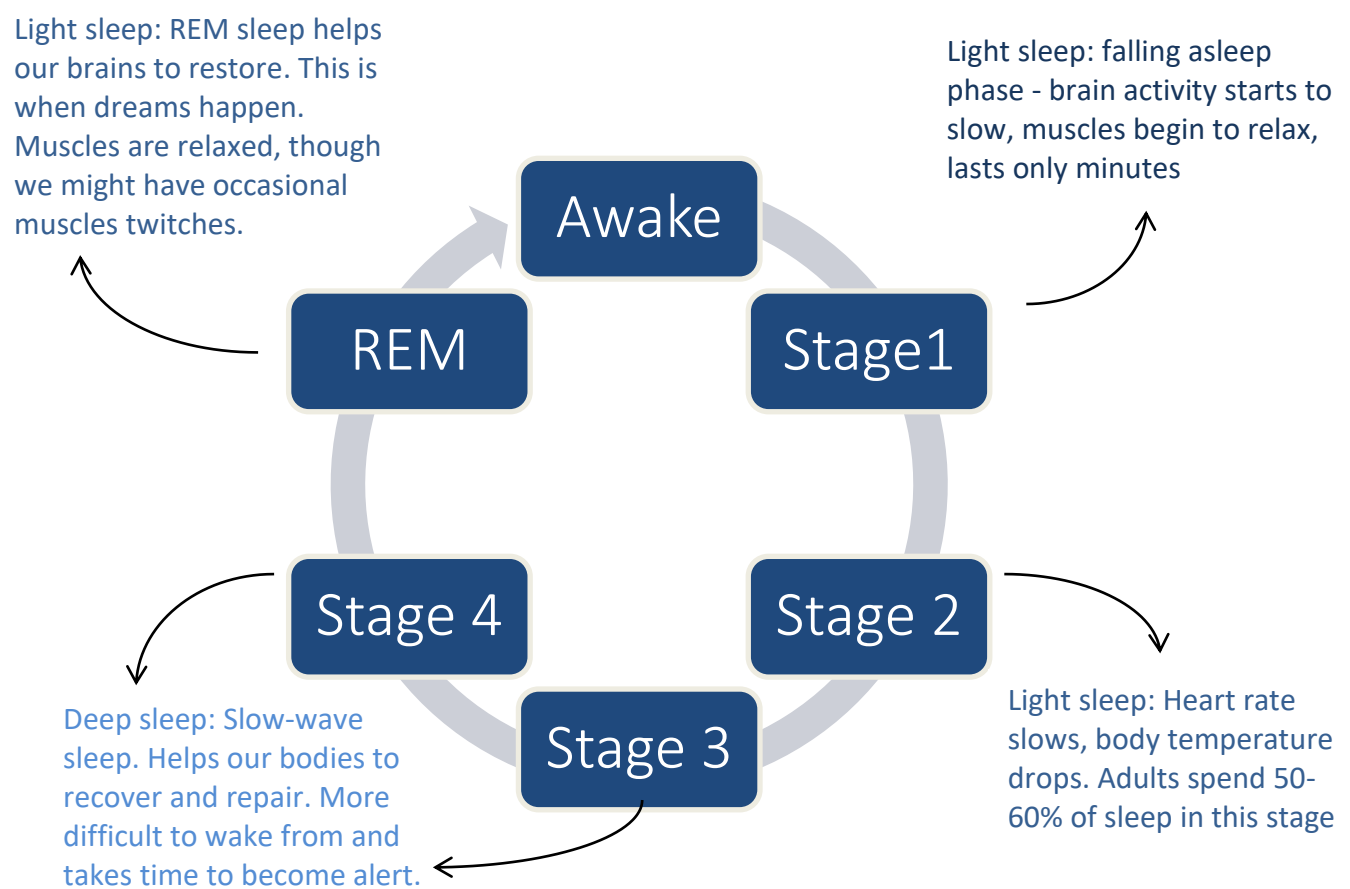 Light sleep: REM sleep helps
our brains to restore. This is
when dreams happen.
Muscles are relaxed, though
we might have occasional
muscles twitches.
Light sleep: falling asleep
phase - brain activity starts to
slow, muscles begin to relax,
lasts only minutes
Awake
Stage1
REM
Stage 2
Stage 4
Stage 3
Light sleep: Heart rate
slows, body temperature
drops. Adults spend 50-
60% of sleep in this stage
Deep sleep: Slow-wave
sleep. Helps our bodies to
recover and repair. More
difficult to wake from and
takes time to become alert.